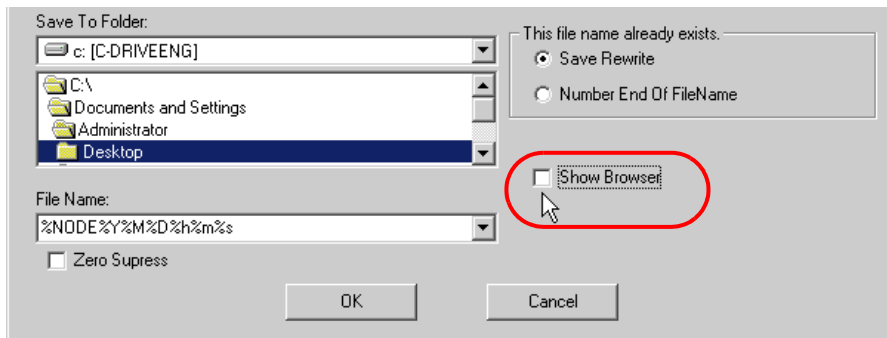 Save To Folder:
c: [C-DRIVEENG]
C:\
Documents and Settings
Administrator
Desktop
File Name:
%NODE%Y%M%D%h%m%s
Zero Supress
This file name already exists.
Save Rewrite
Number End Of FileName
Show Browser
OK
Cancel